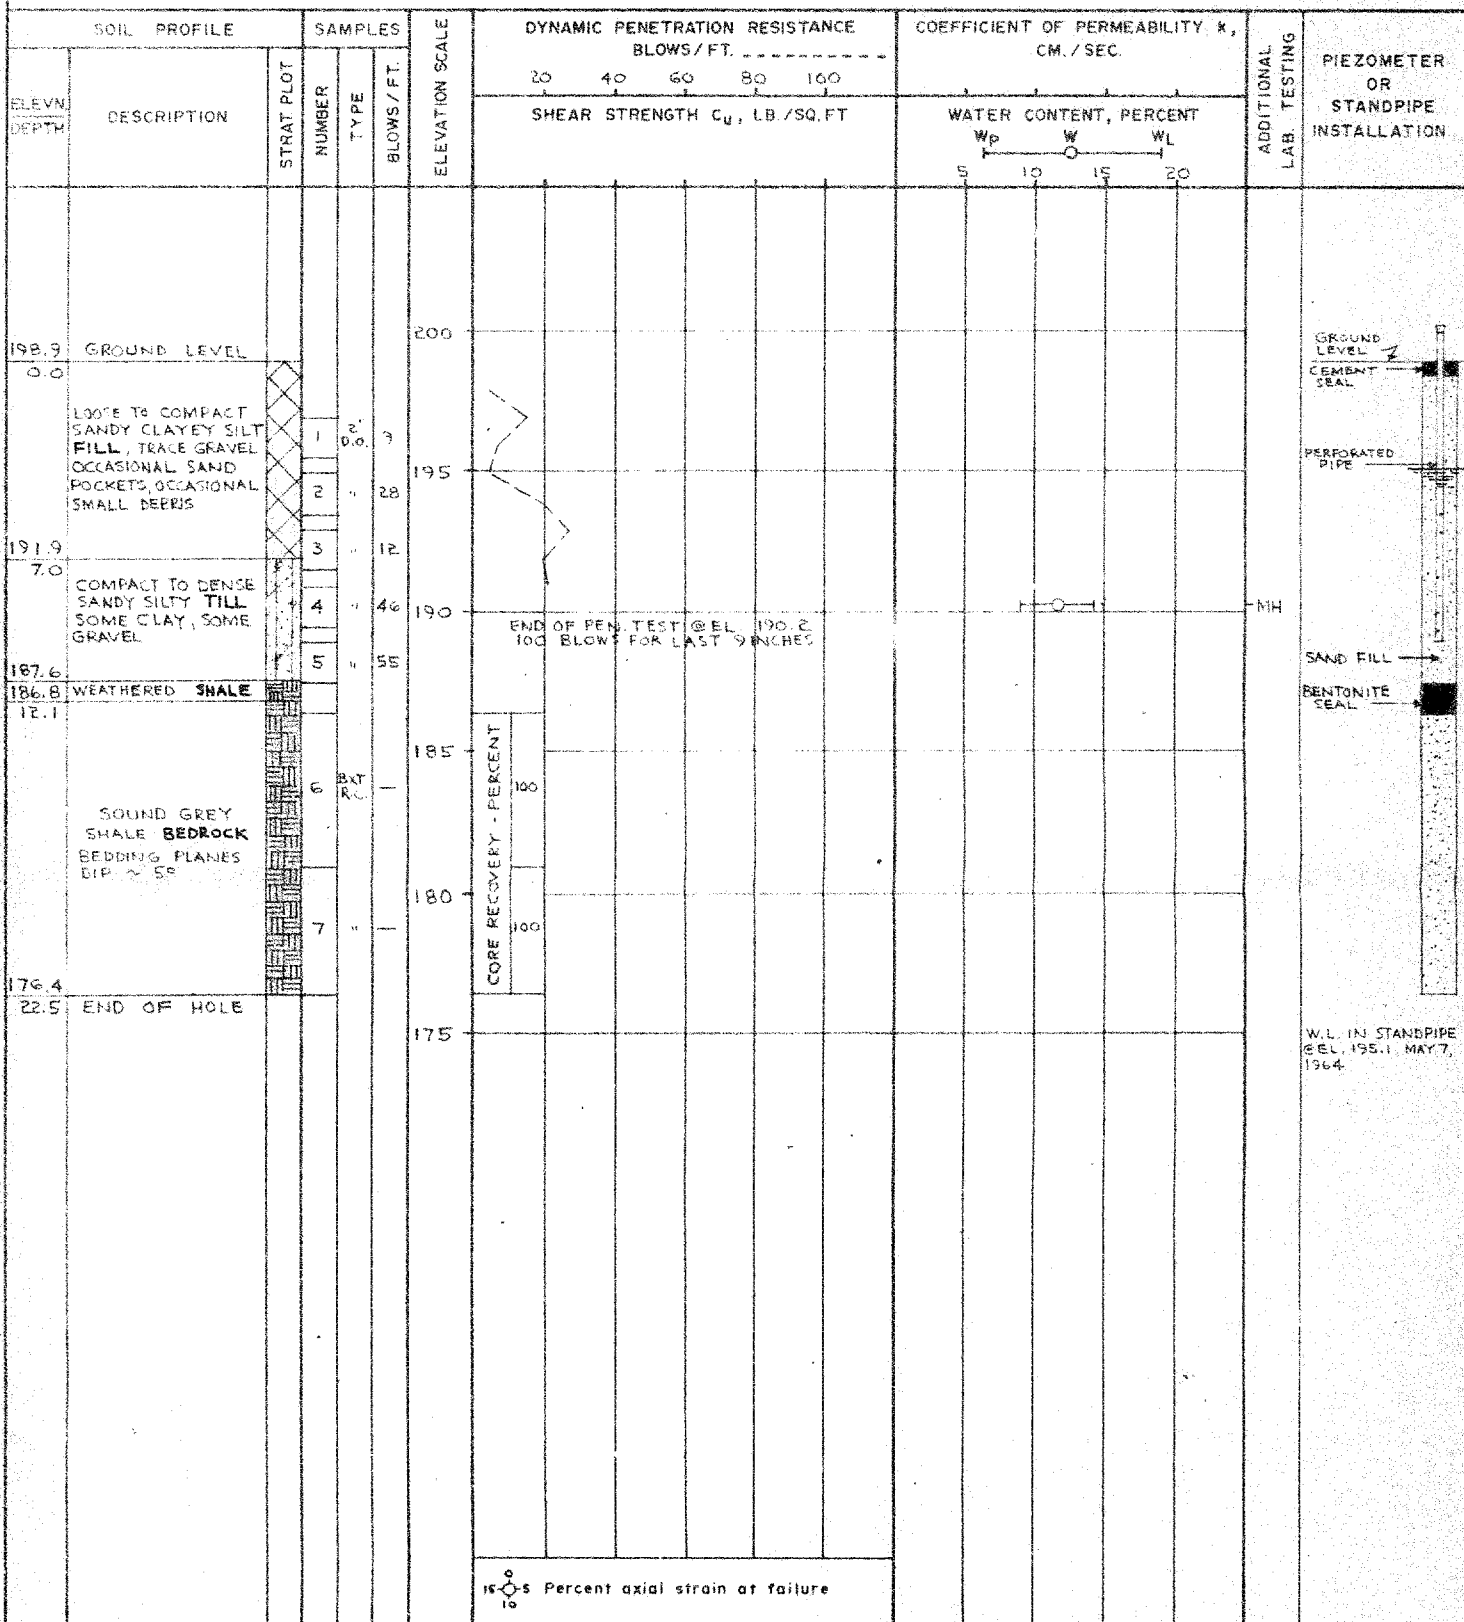 SOIL PROFILE
SAMPLES
ELEVN.
DEPTH
DESCRIPTION
STRAT PLOT
NUMBER
TYPE
BLOWS / FT.
ELEVATION SCALE
DYNAMIC PENETRATION RESISTANCE
BLOWS / FT. ----------
20 40 60 80 100
SHEAR STRENGTH Cu, LB./SQ.FT
COEFFICIENT OF PERMEABILITY k,
CM./SEC.
WATER CONTENT, PERCENT
Wp W WL
5 10 15 20
ADDITIONAL
LAB. TESTING
PIEZOMETER
OR
STANDPIPE
INSTALLATION
198.9 GROUND LEVEL
0.0
LOOSE TO COMPACT
SANDY CLAYEY SILT
FILL, TRACE GRAVEL
OCCASIONAL SAND
POCKETS, OCCASIONAL
SMALL DEBRIS
191.9
7.0
COMPACT TO DENSE
SANDY SILTY TILL
SOME CLAY, SOME
GRAVEL
187.6
186.8 WEATHERED SHALE
12.1
SOUND GREY
SHALE BEDROCK
BEDDING PLANES
DIP ~ 5°
176.4
22.5 END OF HOLE
1 2" D.O.
2 " 28
3 " 12
4 " 46
5 " 55
6 BXT R.C. —
7 " —
200
195
190
185
180
175
END OF PEN. TEST @ EL. 190.2
100 BLOWS FOR LAST 9 INCHES
CORE RECOVERY - PERCENT
100
100
MH
GROUND
LEVEL
CEMENT
SEAL
PERFORATED
PIPE
SAND FILL
BENTONITE
SEAL
W.L. IN STANDPIPE
@ EL. 195.1 MAY 7,
1964
0
15 5 Percent axial strain at failure
10